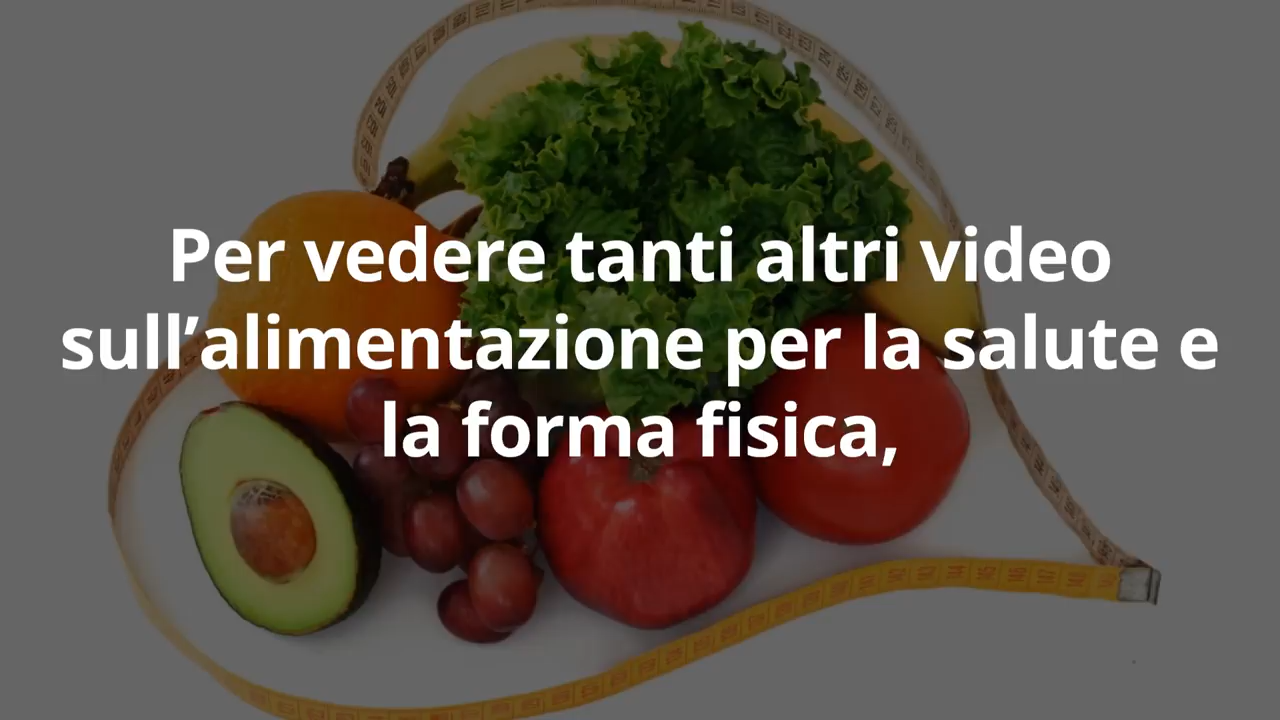 Per vedere tanti altri video
sull’alimentazione per la salute e
la forma fisica,